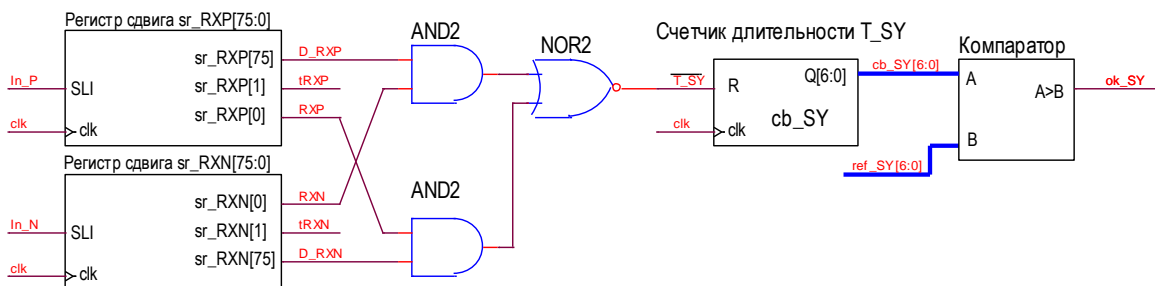 Регистр сдвига sr_RXP[75:0]
In_P
SLI
clk
clk
sr_RXP[75]
D_RXP
sr_RXP[1]
tRXP
sr_RXP[0]
RXP
Регистр сдвига sr_RXN[75:0]
In_N
SLI
clk
clk
sr_RXN[0]
RXN
sr_RXN[1]
tRXN
sr_RXN[75]
D_RXN
AND2
AND2
NOR2
Счетчик длительности T_SY
T_SY
R
Q[6:0]
clk
clk
cb_SY
cb_SY[6:0]
ref_SY[6:0]
Компаратор
A
A>B
B
ok_SY